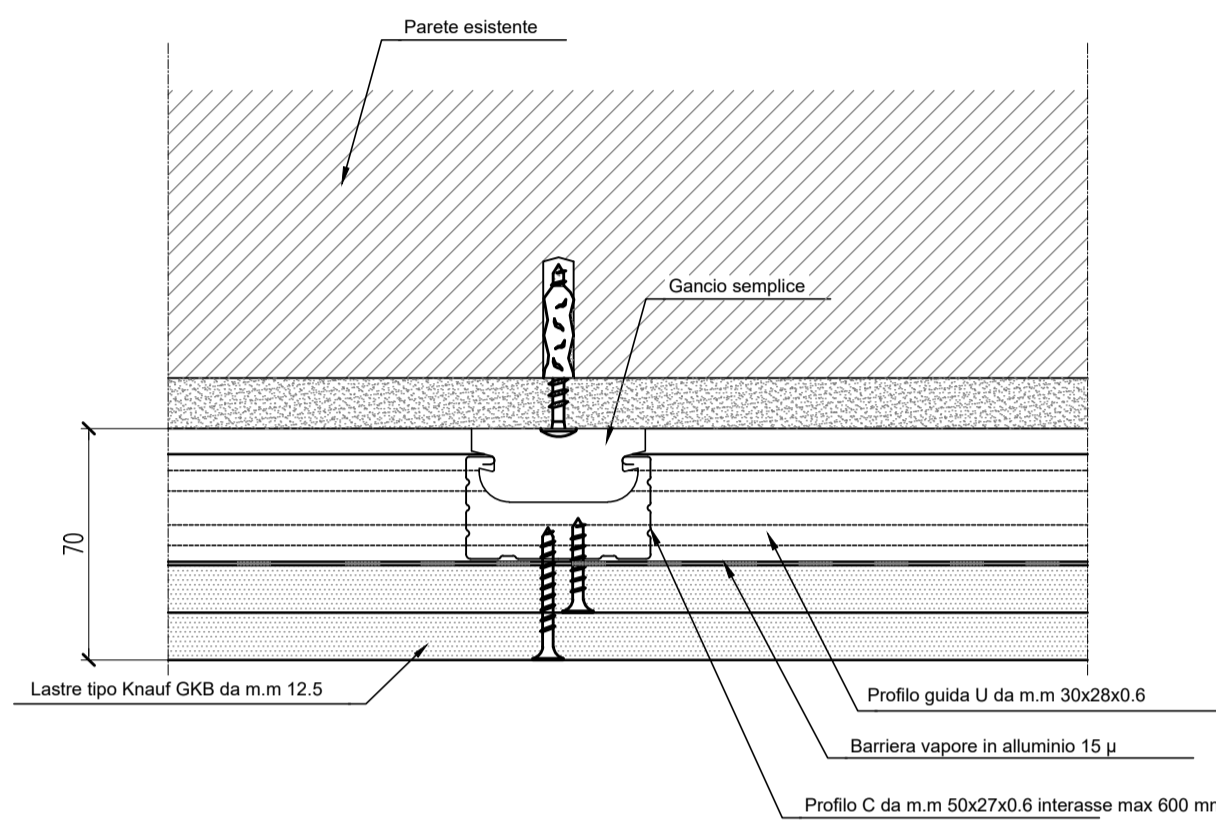 Parete esistente
Gancio semplice
70
Lastre tipo Knauf GKB da m.m 12.5
Profilo guida U da m.m 30x28x0.6
Barriera vapore in alluminio 15 µ
Profilo C da m.m 50x27x0.6 interasse max 600 mm